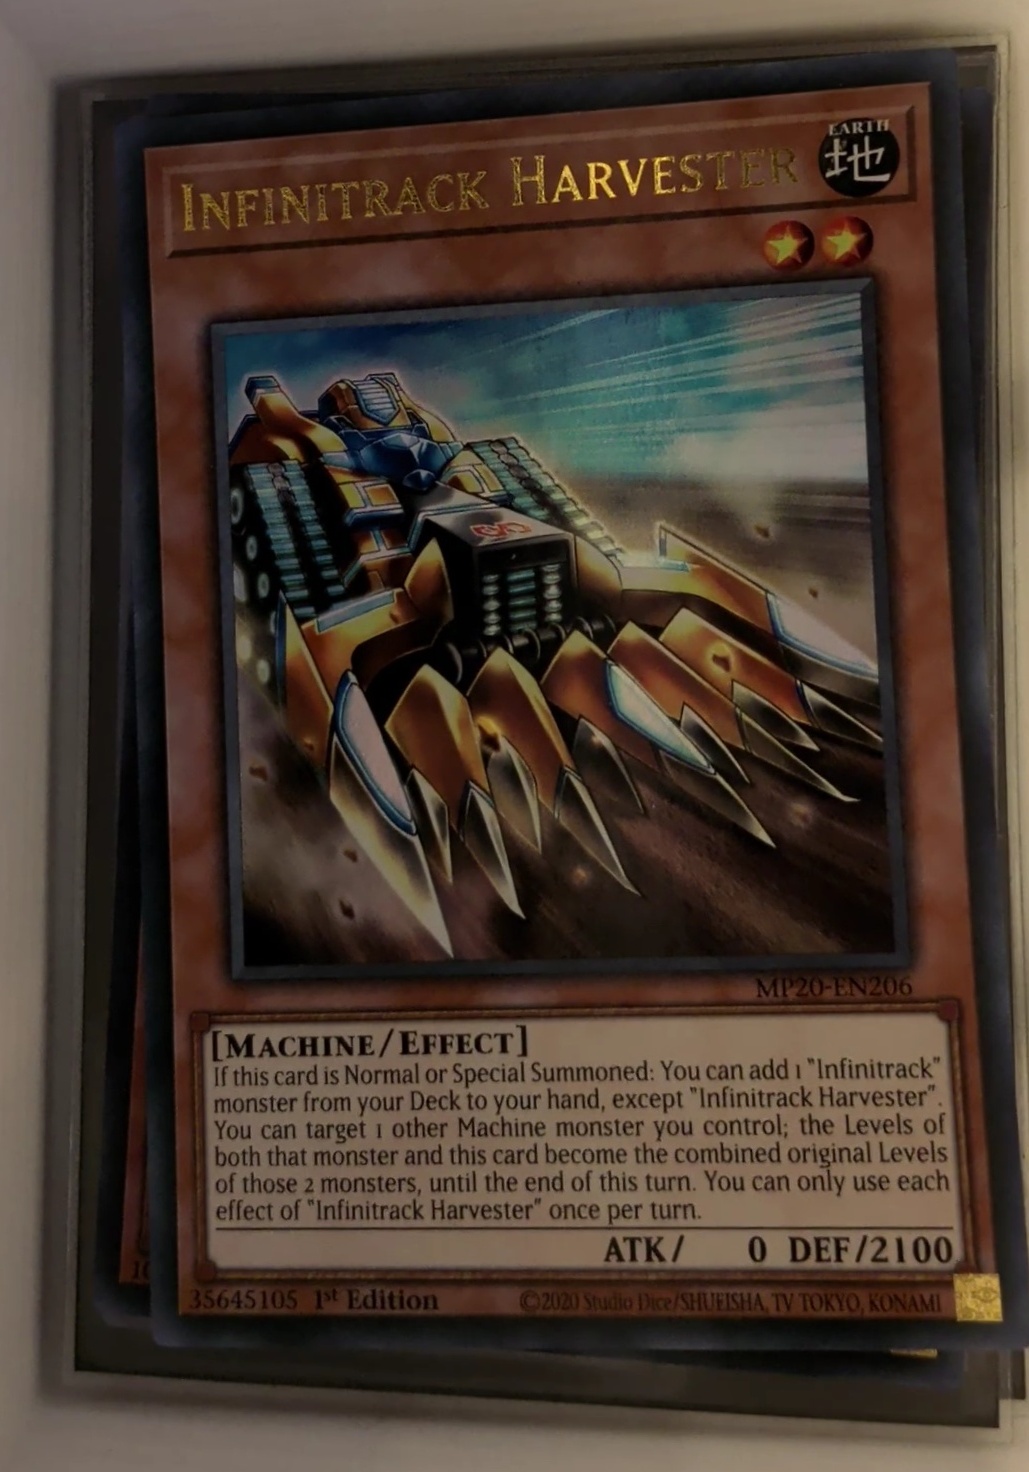 INFINITRACK HARVESTER
EARTH
地
MP20-EN206
[MACHINE/EFFECT]
If this card is Normal or Special Summoned: You can add 1 "Infinitrack"
monster from your Deck to your hand, except "Infinitrack Harvester".
You can target 1 other Machine monster you control; the Levels of
both that monster and this card become the combined original Levels
of those 2 monsters, until the end of this turn. You can only use each
effect of "Infinitrack Harvester" once per turn.
ATK/ 0 DEF/2100
35645105 1st Edition ©2020 Studio Dice/SHUEISHA, TV TOKYO, KONAMI